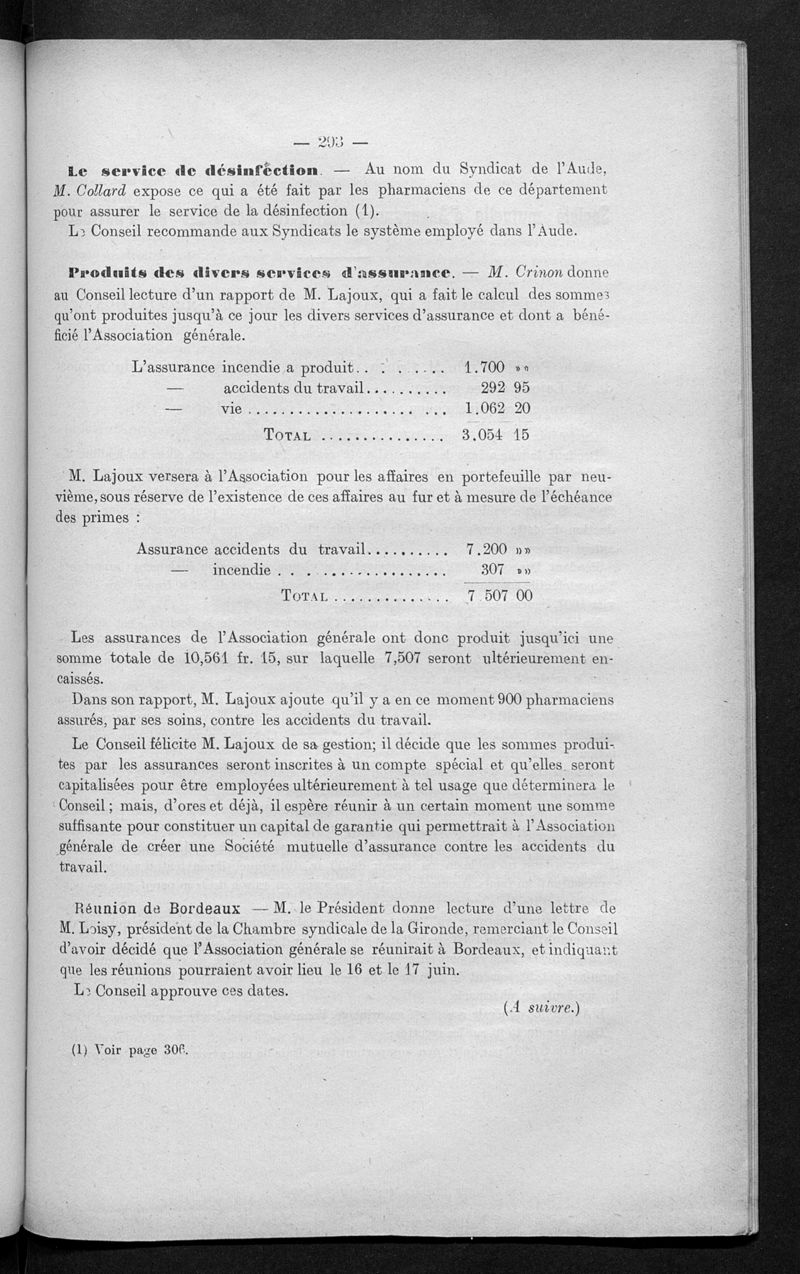 — 293 —
Le service de désinfection. — Au nom du Syndicat de l'Aude,
M. Collard expose ce qui a été fait par les pharmaciens de ce département
pour assurer le service de la désinfection (1).
Le Conseil recommande aux Syndicats le système employé dans l'Aude.
Produits des divers services d'assurance. — M. Crinon donne
au Conseil lecture d'un rapport de M. Lajoux, qui a fait le calcul des sommes
qu'ont produites jusqu'à ce jour les divers services d'assurance et dont a béné-
ficié l'Association générale.
L'assurance incendie a produit. . . . . . . . 1.700 »»
— accidents du travail.......... 292 95
— vie ........................ 1.062 20
TOTAL ............... 3.054 15
M. Lajoux versera à l'Association pour les affaires en portefeuille par neu-
vième, sous réserve de l'existence de ces affaires au fur et à mesure de l'échéance
des primes :
Assurance accidents du travail.......... 7.200 »»
— incendie . . . .................. 307 »»
TOTAL .............. 7 507 00
Les assurances de l'Association générale ont donc produit jusqu'ici une
somme totale de 10,561 fr. 15, sur laquelle 7,507 seront ultérieurement en-
caissés.
Dans son rapport, M. Lajoux ajoute qu'il y a en ce moment 900 pharmaciens
assurés, par ses soins, contre les accidents du travail.
Le Conseil félicite M. Lajoux de sa gestion; il décide que les sommes produi-
tes par les assurances seront inscrites à un compte spécial et qu'elles seront
capitalisées pour être employées ultérieurement à tel usage que déterminera le
Conseil ; mais, d'ores et déjà, il espère réunir à un certain moment une somme
suffisante pour constituer un capital de garantie qui permettrait à l'Association
générale de créer une Société mutuelle d'assurance contre les accidents du
travail.
Réunion de Bordeaux — M. le Président donne lecture d'une lettre de
M. Loisy, président de la Chambre syndicale de la Gironde, remerciant le Conseil
d'avoir décidé que l'Association générale se réunirait à Bordeaux, et indiquant
que les réunions pourraient avoir lieu le 16 et le 17 juin.
Le Conseil approuve ces dates.
(A suivre.)
(1) Voir page 306.